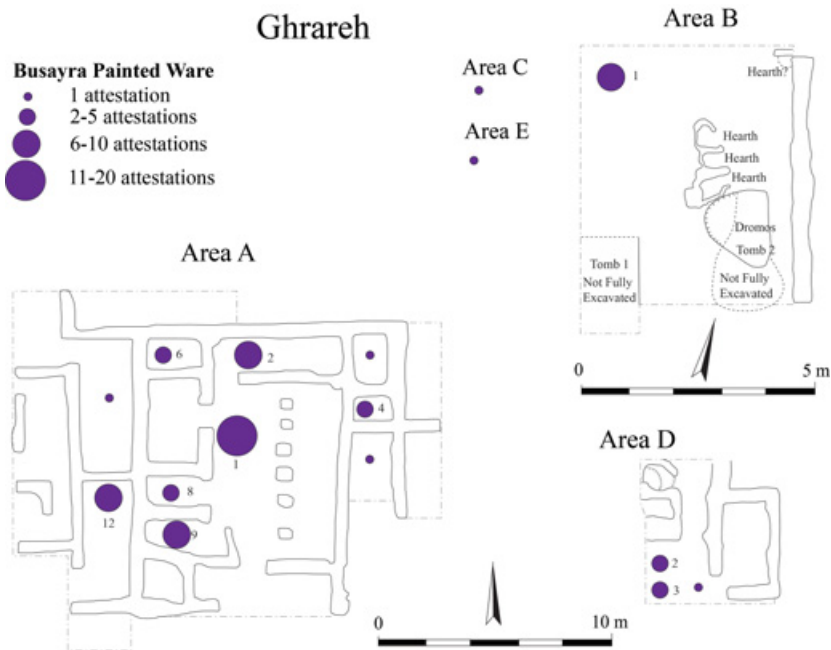 Ghrareh
Busayra Painted Ware
1 attestation
2-5 attestations
6-10 attestations
11-20 attestations
Area C
Area E
Area B
1
Hearth?
Hearth
Hearth
Hearth
Dromos
Tomb 2
Not Fully
Excavated
Tomb 1
Not Fully
Excavated
0
5 m
Area A
6
2
4
1
8
12
9
0
10 m
Area D
2
3